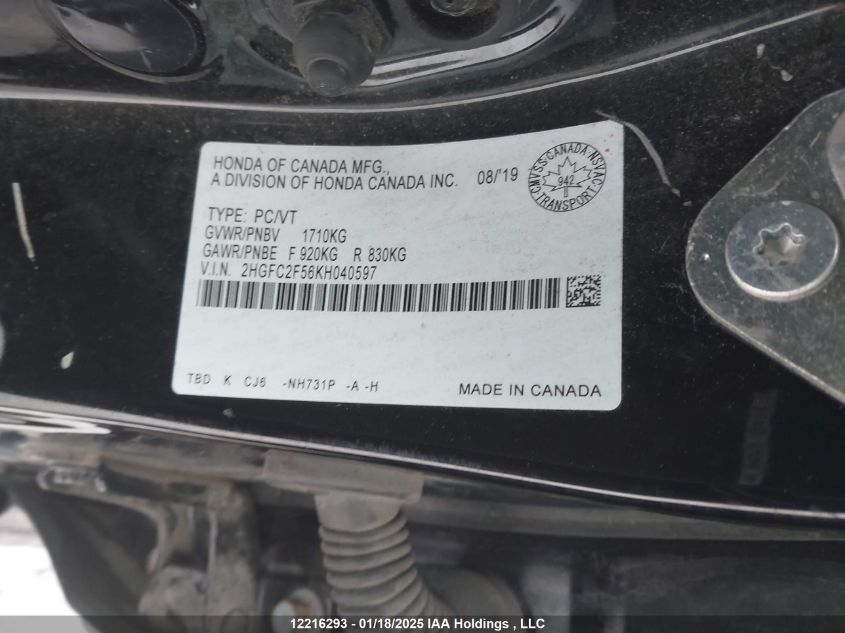 HONDA OF CANADA MFG.,
A DIVISION OF HONDA CANADA INC. 08/'19
CMVSS·CANADA·NSVAC
942
TRANSPORT
TYPE: PC/VT
GVWR/PNBV 1710KG
GAWR/PNBE F 920KG R 830KG
V.I.N. 2HGFC2F56KH040597
TBD K CJ6 -NH731P -A -H
MADE IN CANADA
12216293 - 01/18/2025 IAA Holdings , LLC